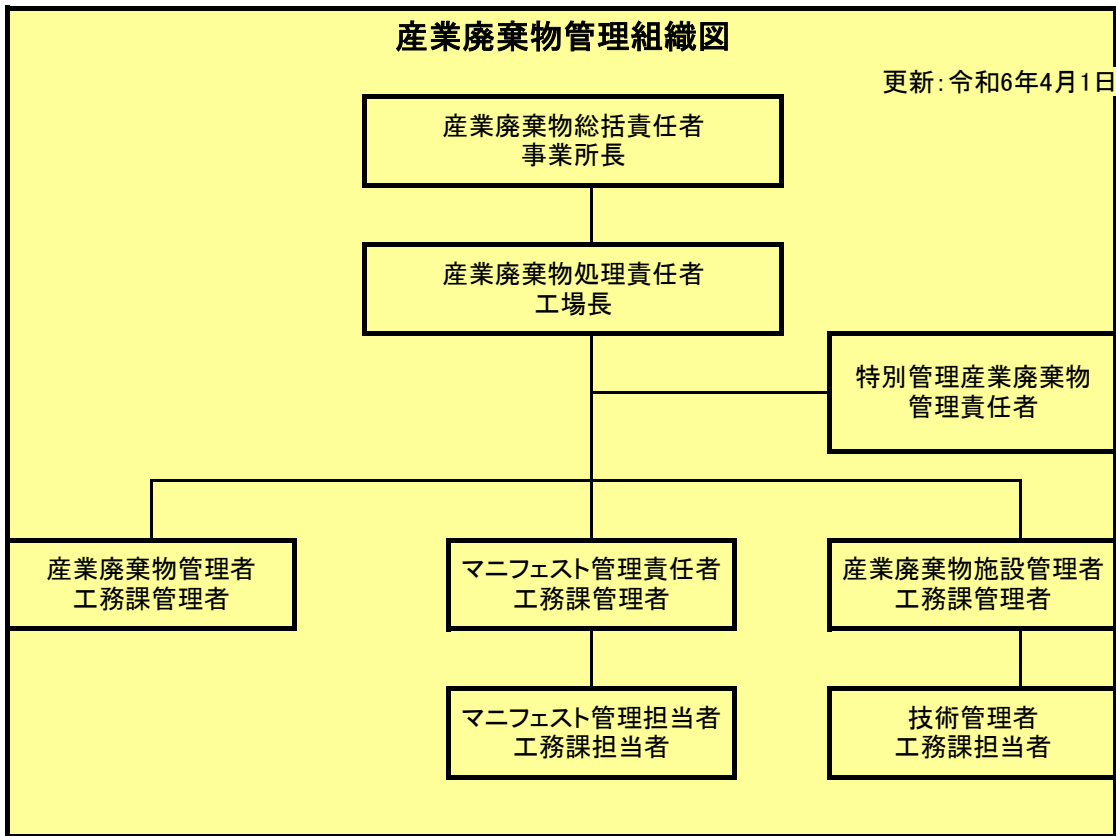 産業廃棄物管理組織図
更新:令和6年4月1日
産業廃棄物総括責任者
事業所長
産業廃棄物処理責任者
工場長
特別管理産業廃棄物
管理責任者
産業廃棄物管理者
工務課管理者
マニフェスト管理責任者
工務課管理者
産業廃棄物施設管理者
工務課管理者
マニフェスト管理担当者
工務課担当者
技術管理者
工務課担当者